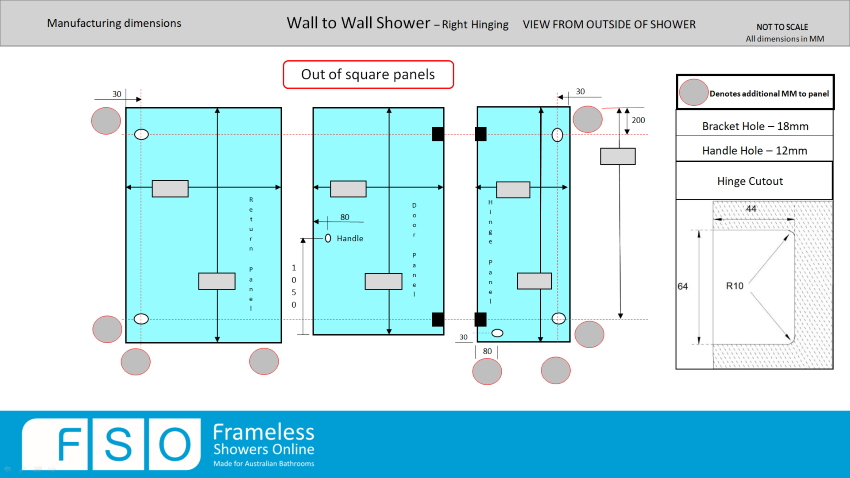 Manufacturing dimensions
Wall to Wall Shower – Right Hinging VIEW FROM OUTSIDE OF SHOWER
NOT TO SCALE
All dimensions in MM
Out of square panels
30
30
200
Return Panel
80
Handle
1050
Door Panel
Hinge Panel
30
80
Denotes additional MM to panel
Bracket Hole – 18mm
Handle Hole – 12mm
Hinge Cutout
44
64
R10
FSO
Frameless
Showers Online
Made for Australian Bathrooms